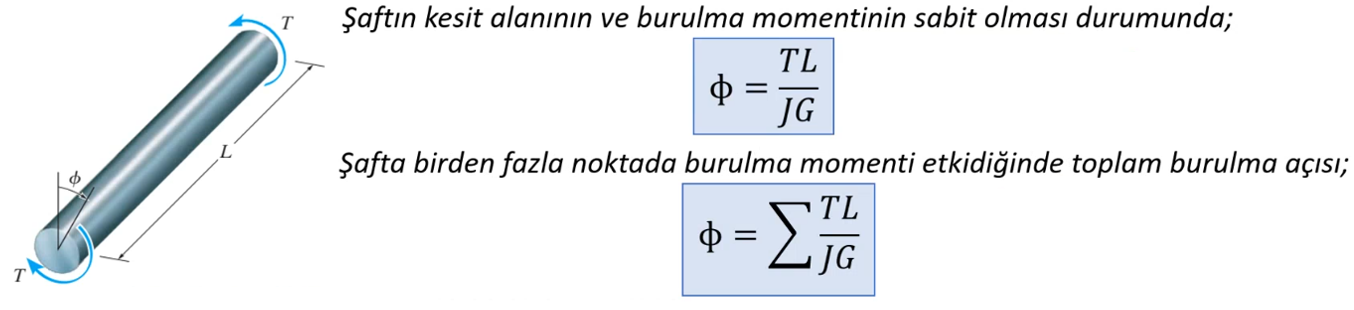 Şaftın kesit alanının ve burulma momentinin sabit olması durumunda;
ϕ = TL / JG
Şafta birden fazla noktada burulma momenti etkidiğinde toplam burulma açısı;
ϕ = ∑ TL / JG
T
L
ϕ
T